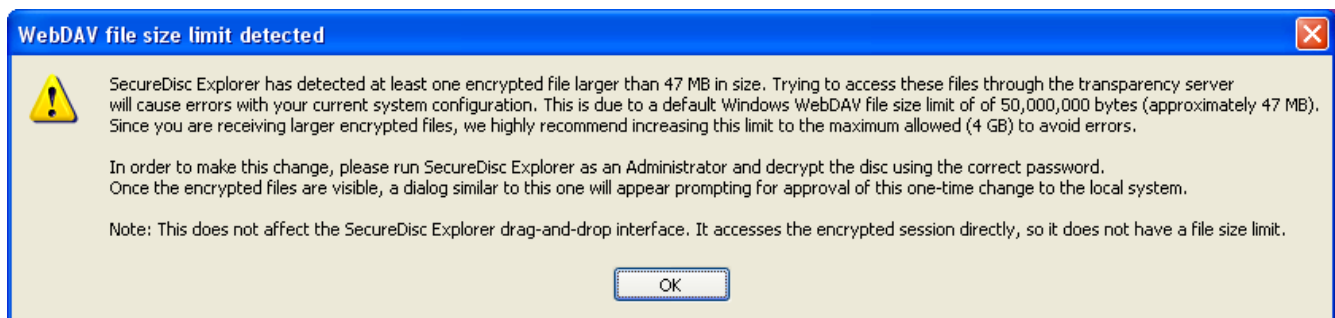 WebDAV file size limit detected
SecureDisc Explorer has detected at least one encrypted file larger than 47 MB in size. Trying to access these files through the transparency server
will cause errors with your current system configuration. This is due to a default Windows WebDAV file size limit of of 50,000,000 bytes (approximately 47 MB).
Since you are receiving larger encrypted files, we highly recommend increasing this limit to the maximum allowed (4 GB) to avoid errors.
In order to make this change, please run SecureDisc Explorer as an Administrator and decrypt the disc using the correct password.
Once the encrypted files are visible, a dialog similar to this one will appear prompting for approval of this one-time change to the local system.
Note: This does not affect the SecureDisc Explorer drag-and-drop interface. It accesses the encrypted session directly, so it does not have a file size limit.
OK